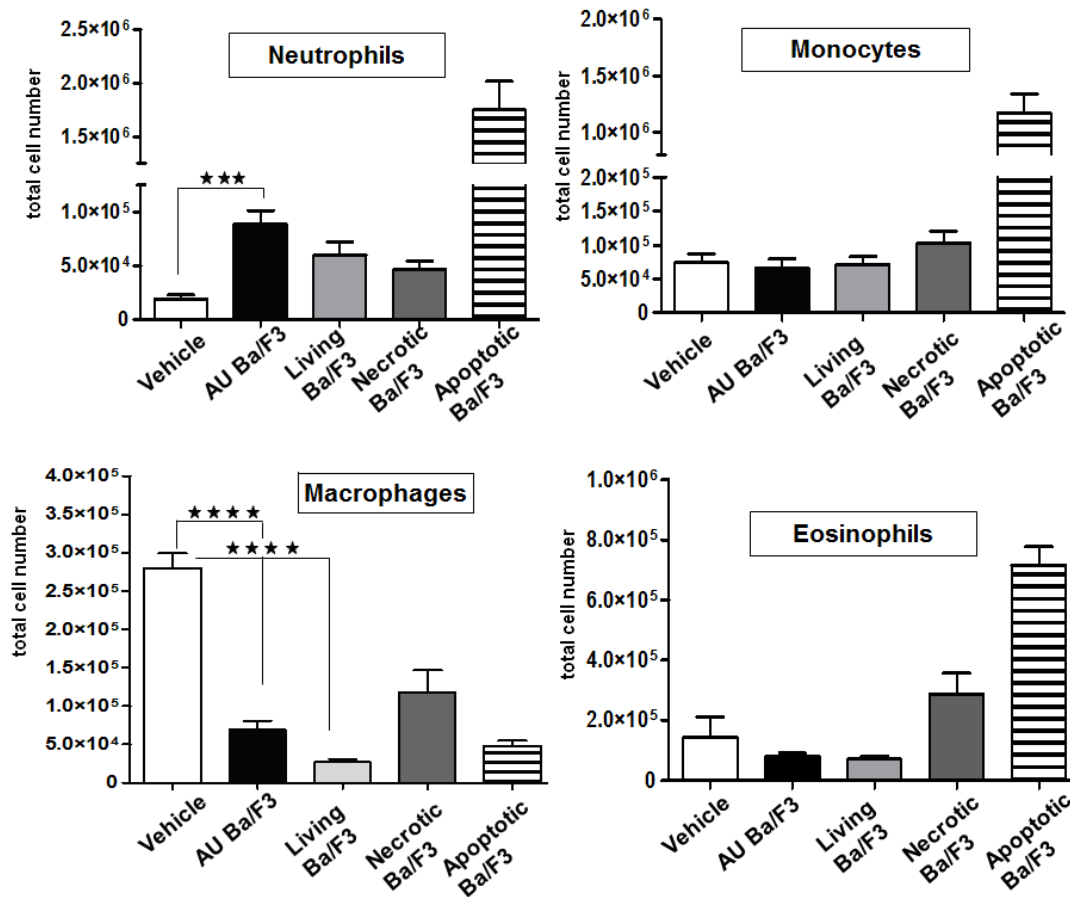 Neutrophils
total cell number
2.5×10⁶
2.0×10⁶
1.5×10⁶
1.0×10⁵
5.0×10⁴
0
★★★
Vehicle
AU Ba/F3
Living
Ba/F3
Necrotic
Ba/F3
Apoptotic
Ba/F3
Monocytes
total cell number
2.0×10⁶
1.5×10⁶
1.0×10⁶
2.0×10⁵
1.5×10⁵
1.0×10⁵
5.0×10⁴
0
Vehicle
AU Ba/F3
Living
Ba/F3
Necrotic
Ba/F3
Apoptotic
Ba/F3
Macrophages
total cell number
4.0×10⁵
3.5×10⁵
3.0×10⁵
2.5×10⁵
2.0×10⁵
1.5×10⁵
1.0×10⁵
5.0×10⁴
0
★★★★
★★★★
Vehicle
AU Ba/F3
Living
Ba/F3
Necrotic
Ba/F3
Apoptotic
Ba/F3
Eosinophils
total cell number
1.0×10⁶
8.0×10⁵
6.0×10⁵
4.0×10⁵
2.0×10⁵
0
Vehicle
AU Ba/F3
Living
Ba/F3
Necrotic
Ba/F3
Apoptotic
Ba/F3